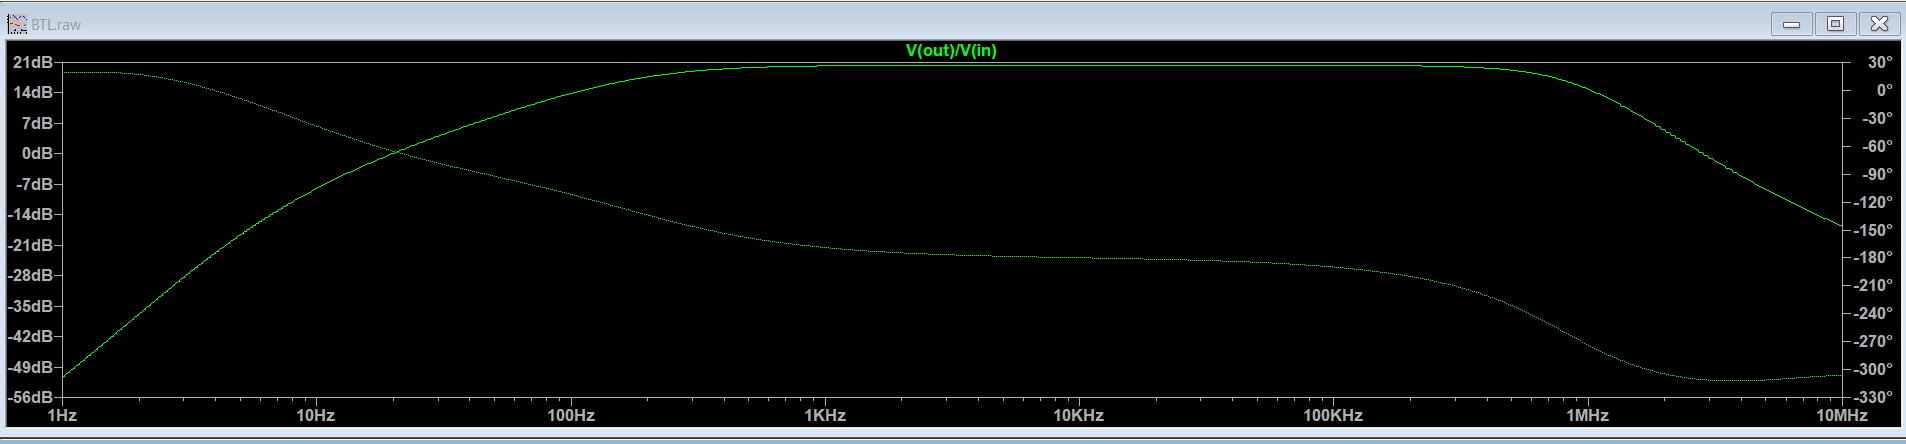 BTL.raw
V(out)/V(in)
21dB
14dB
7dB
0dB
-7dB
-14dB
-21dB
-28dB
-35dB
-42dB
-49dB
-56dB
30°
0°
-30°
-60°
-90°
-120°
-150°
-180°
-210°
-240°
-270°
-300°
-330°
1Hz 10Hz 100Hz 1KHz 10KHz 100KHz 1MHz 10MHz